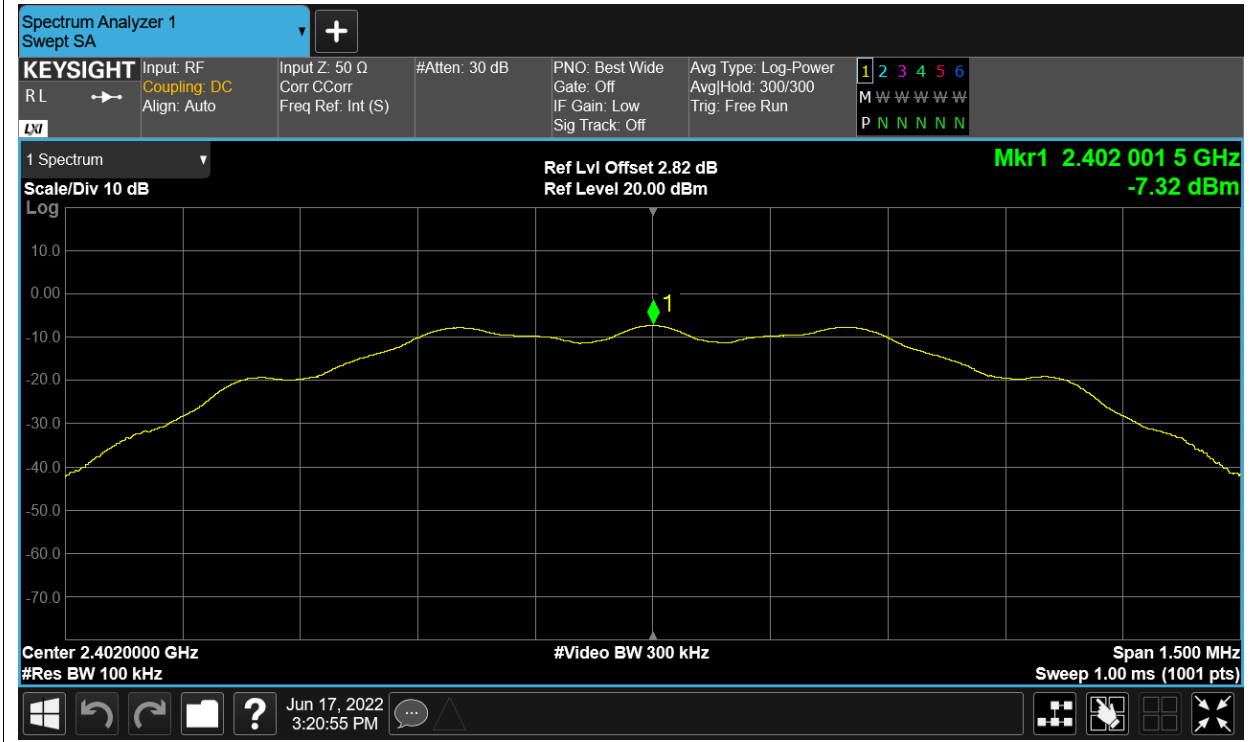 Spectrum Analyzer 1
Swept SA
KEYSIGHT
R L
LXI
Input: RF
Coupling: DC
Align: Auto
Input Z: 50 Ω
Corr CCorr
Freq Ref: Int (S)
#Atten: 30 dB
PNO: Best Wide
Gate: Off
IF Gain: Low
Sig Track: Off
Avg Type: Log-Power
Avg|Hold: 300/300
Trig: Free Run
1 2 3 4 5 6
M W W W W W
P N N N N N N
1 Spectrum
Scale/Div 10 dB
Log
Ref Lvl Offset 2.82 dB
Ref Level 20.00 dBm
Mkr1 2.402 001 5 GHz
-7.32 dBm
10.0
0.00
-10.0
-20.0
-30.0
-40.0
-50.0
-60.0
-70.0
1
Center 2.4020000 GHz
#Res BW 100 kHz
#Video BW 300 kHz
Span 1.500 MHz
Sweep 1.00 ms (1001 pts)
?
Jun 17, 2022
3:20:55 PM